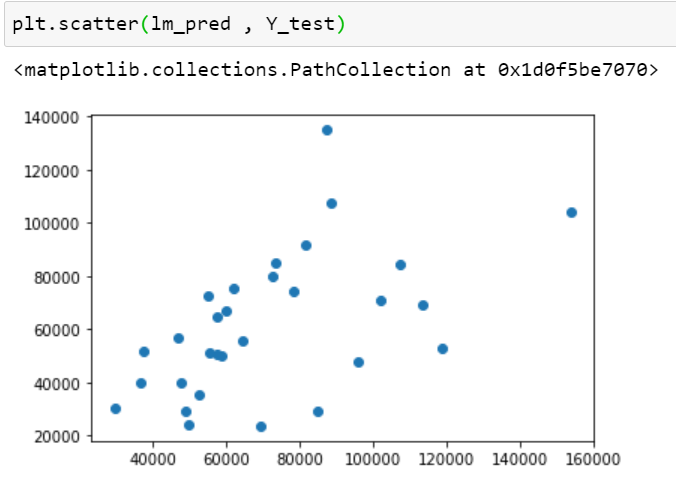 plt.scatter(lm_pred , Y_test)
<matplotlib.collections.PathCollection at 0x1d0f5be7070>
140000
120000
100000
80000
60000
40000
20000
40000 60000 80000 100000 120000 140000 160000